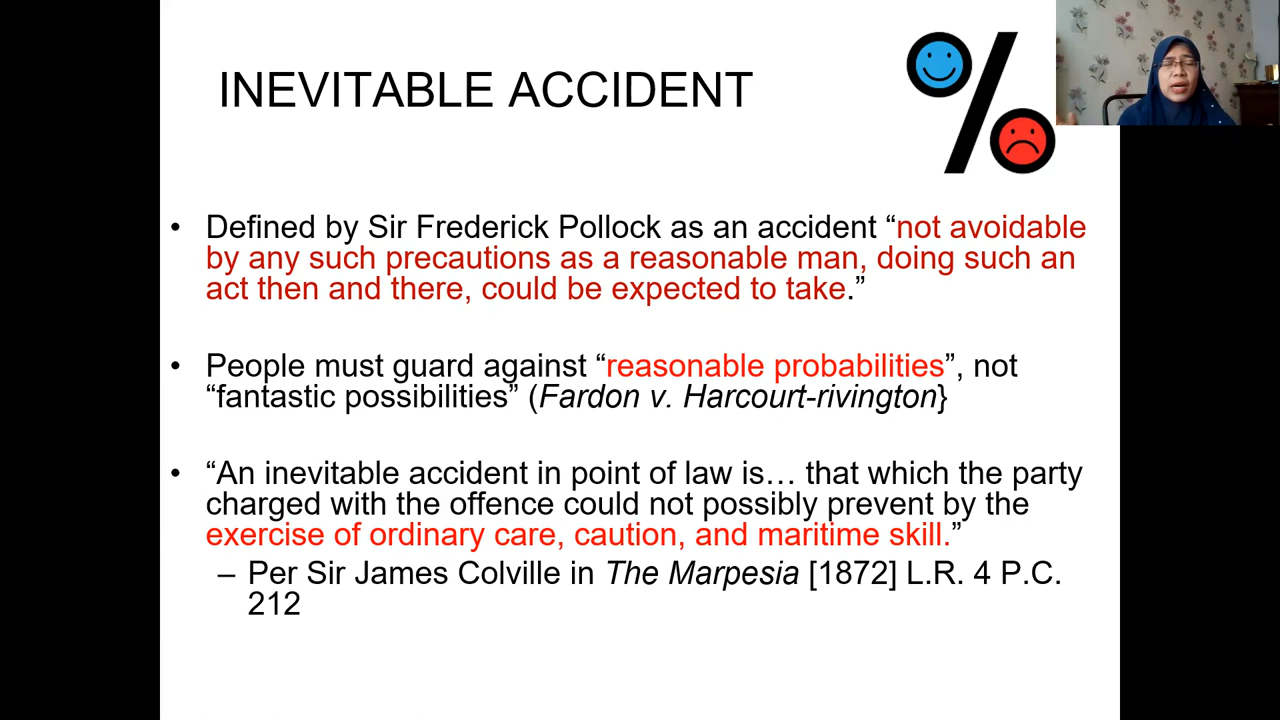 INEVITABLE ACCIDENT
• Defined by Sir Frederick Pollock as an accident “not avoidable
by any such precautions as a reasonable man, doing such an
act then and there, could be expected to take.”
• People must guard against “reasonable probabilities”, not
“fantastic possibilities” (Fardon v. Harcourt-rivington}
• “An inevitable accident in point of law is… that which the party
charged with the offence could not possibly prevent by the
exercise of ordinary care, caution, and maritime skill.”
– Per Sir James Colville in The Marpesia [1872] L.R. 4 P.C.
212